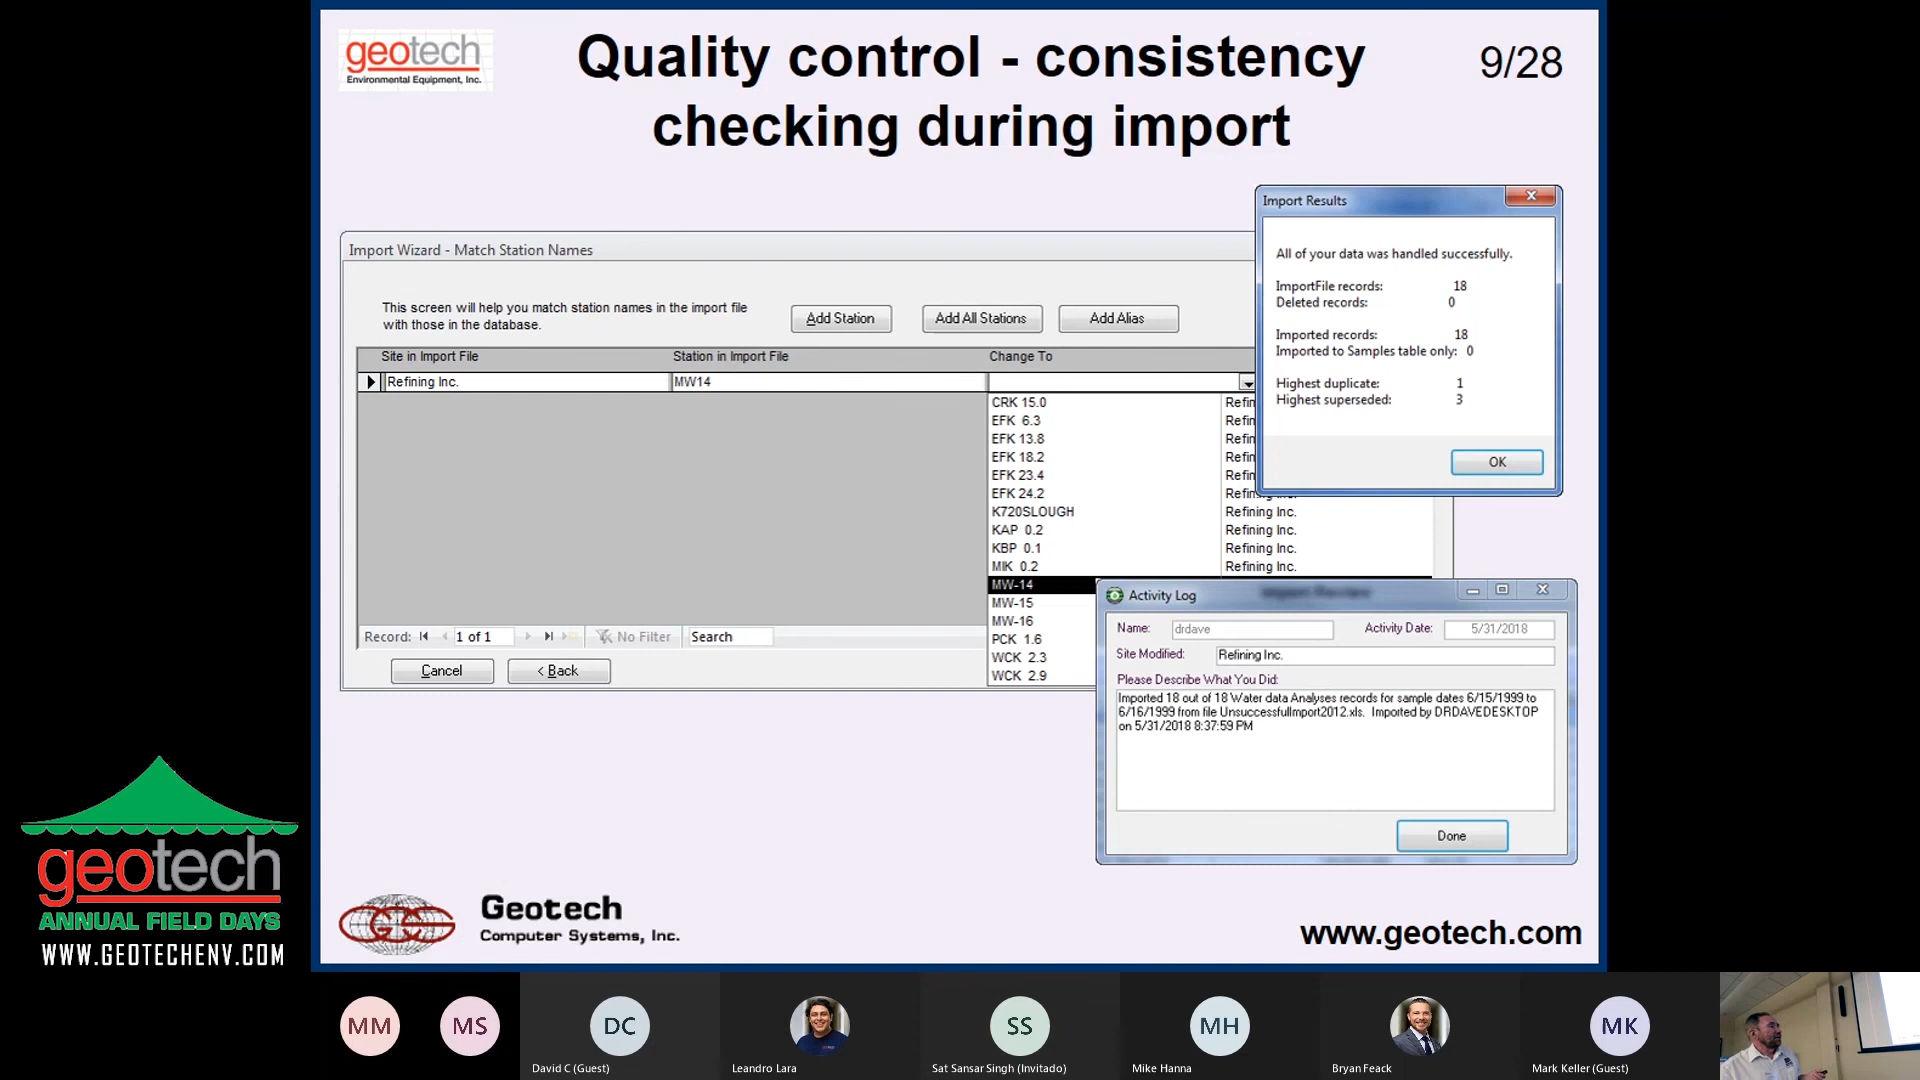 geotech
Environmental Equipment, Inc.
Quality control - consistency
checking during import
9/28
Import Wizard - Match Station Names
This screen will help you match station names in the import file
with those in the database.
Add Station
Add All Stations
Add Alias
Site in Import File
Station in Import File
Change To
Refining Inc.
MW14
CRK 15.0
Refin
EFK 6.3
Refin
EFK 13.8
Refin
EFK 18.2
Refin
EFK 23.4
Refin
EFK 24.2
Refining Inc.
K720SLOUGH
Refining Inc.
KAP 0.2
Refining Inc.
KBP 0.1
Refining Inc.
MIK 0.2
Refining Inc.
MW-14
MW-15
MW-16
PCK 1.6
WCK 2.3
WCK 2.9
Record:
1 of 1
No Filter
Search
Cancel
< Back
Import Results
All of your data was handled successfully.
ImportFile records: 18
Deleted records: 0
Imported records: 18
Imported to Samples table only: 0
Highest duplicate: 1
Highest superseded: 3
OK
Activity Log
Import Review
Name: drdave
Activity Date: 5/31/2018
Site Modified: Refining Inc.
Please Describe What You Did:
Imported 18 out of 18 Water data Analyses records for sample dates 6/15/1999 to
6/16/1999 from file UnsuccessfulImport2012.xls. Imported by DRDAVEDESKTOP
on 5/31/2018 8:37:59 PM
Done
GCS
Geotech
Computer Systems, Inc.
www.geotech.com
geotech
ANNUAL FIELD DAYS
WWW.GEOTECHENV.COM
MM
MS
DC
David C (Guest)
Leandro Lara
SS
Sat Sansar Singh (Invitado)
MH
Mike Hanna
Bryan Feack
MK
Mark Keller (Guest)